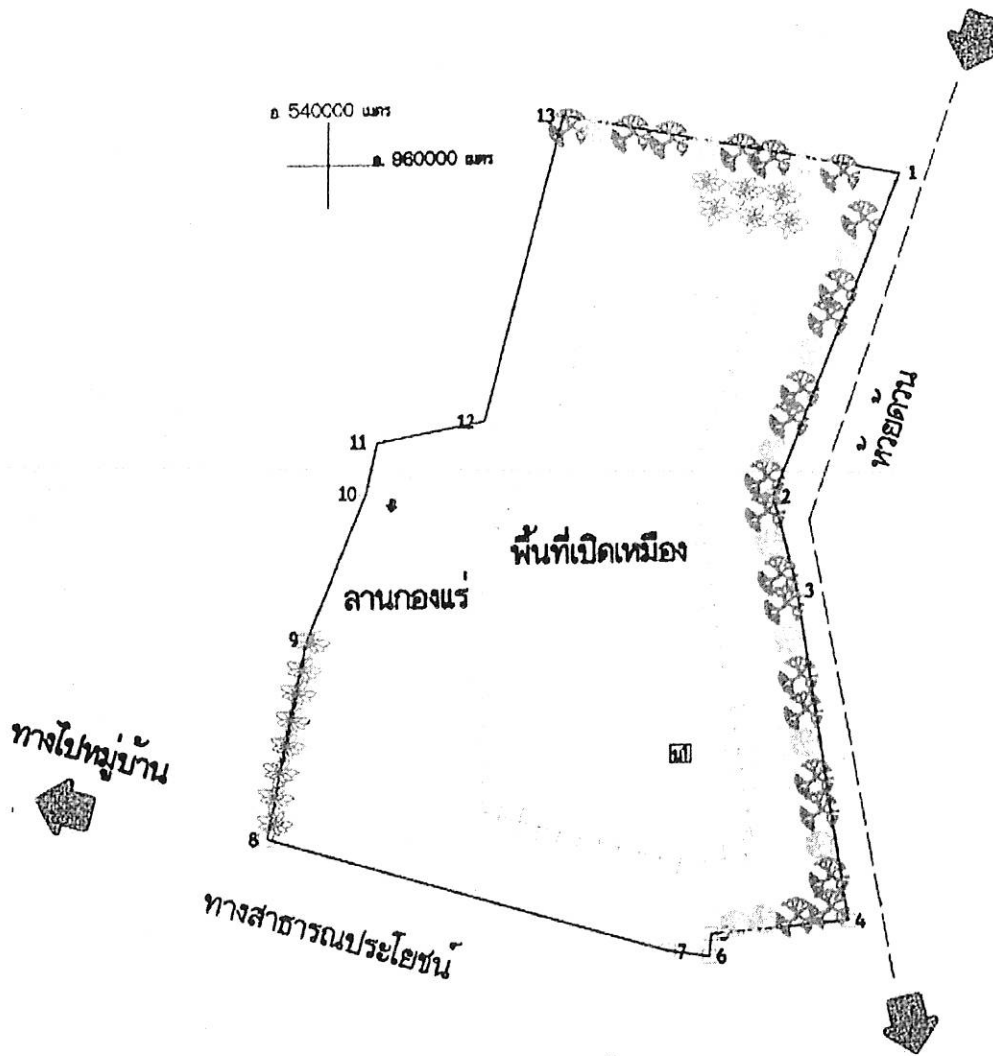 อ. 540000 เมตร
น. 960000 เมตร
13
1
ห้วยด้วน
12
11
10
2
พื้นที่เปิดเหมือง
3
ลานกองแร่
9
ทางไปหมู่บ้าน
8
4
ทางสาธารณประโยชน์
7
6